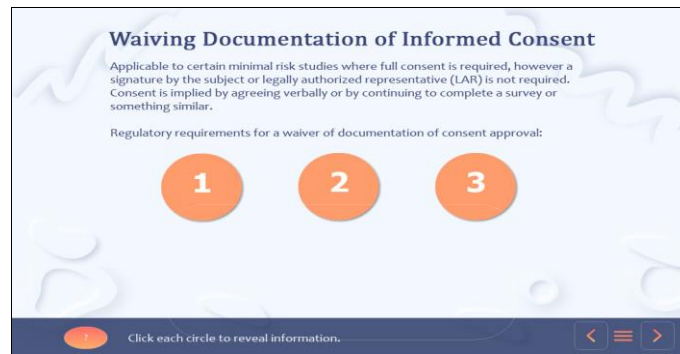 Waiving Documentation of Informed Consent
Applicable to certain minimal risk studies where full consent is required, however a
signature by the subject or legally authorized representative (LAR) is not required.
Consent is implied by agreeing verbally or by continuing to complete a survey or
something similar.
Regulatory requirements for a waiver of documentation of consent approval:
1 2 3
? Click each circle to reveal information.